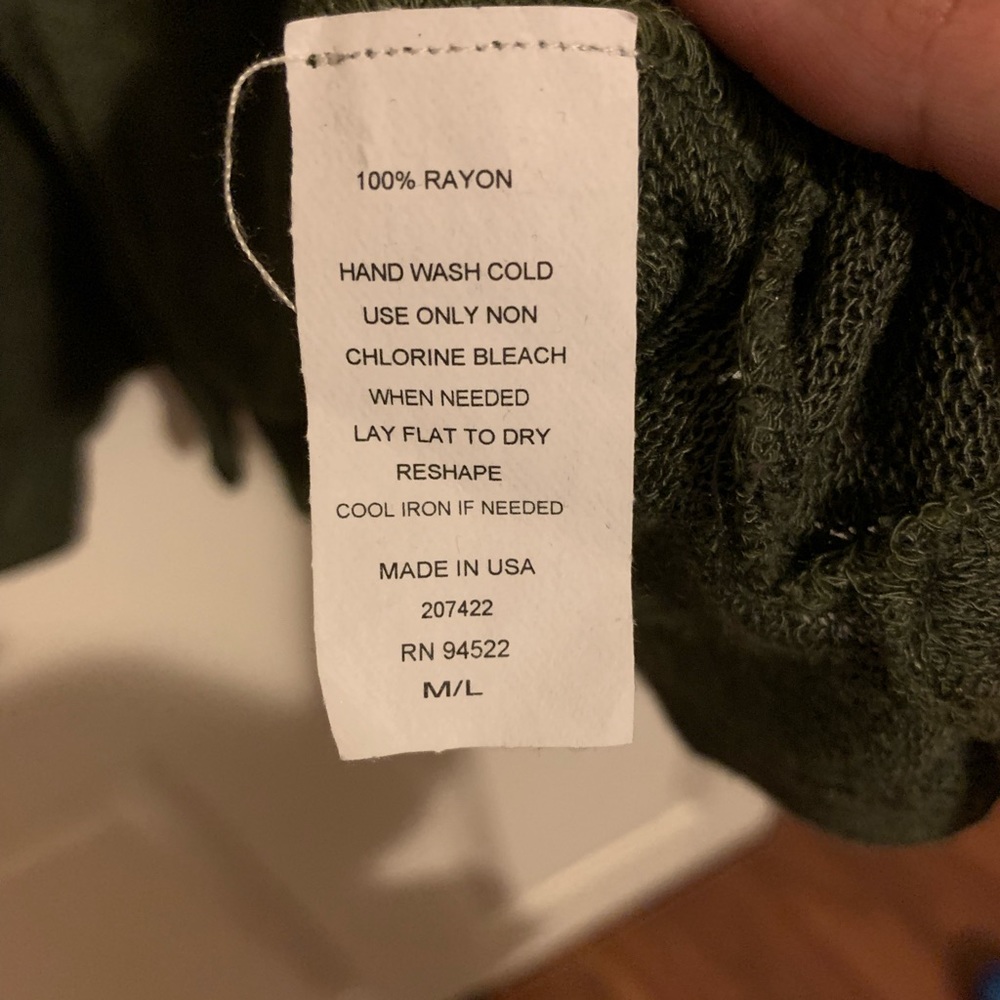 100% RAYON
HAND WASH COLD
USE ONLY NON
CHLORINE BLEACH
WHEN NEEDED
LAY FLAT TO DRY
RESHAPE
COOL IRON IF NEEDED
MADE IN USA
207422
RN 94522
M/L